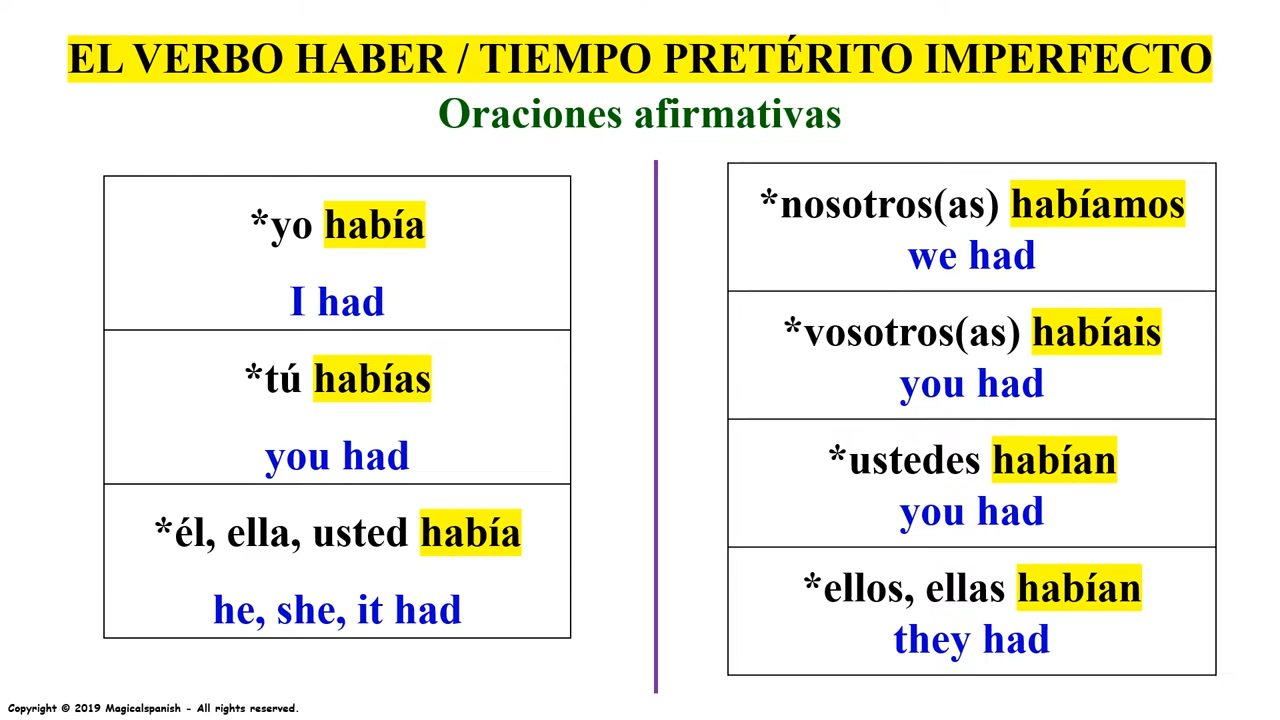 EL VERBO HABER / TIEMPO PRETÉRITO IMPERFECTO
Oraciones afirmativas
*yo había
I had
*tú habías
you had
*él, ella, usted había
he, she, it had
*nosotros(as) habíamos
we had
*vosotros(as) habíais
you had
*ustedes habían
you had
*ellos, ellas habían
they had
Copyright © 2019 Magicalspanish - All rights reserved.